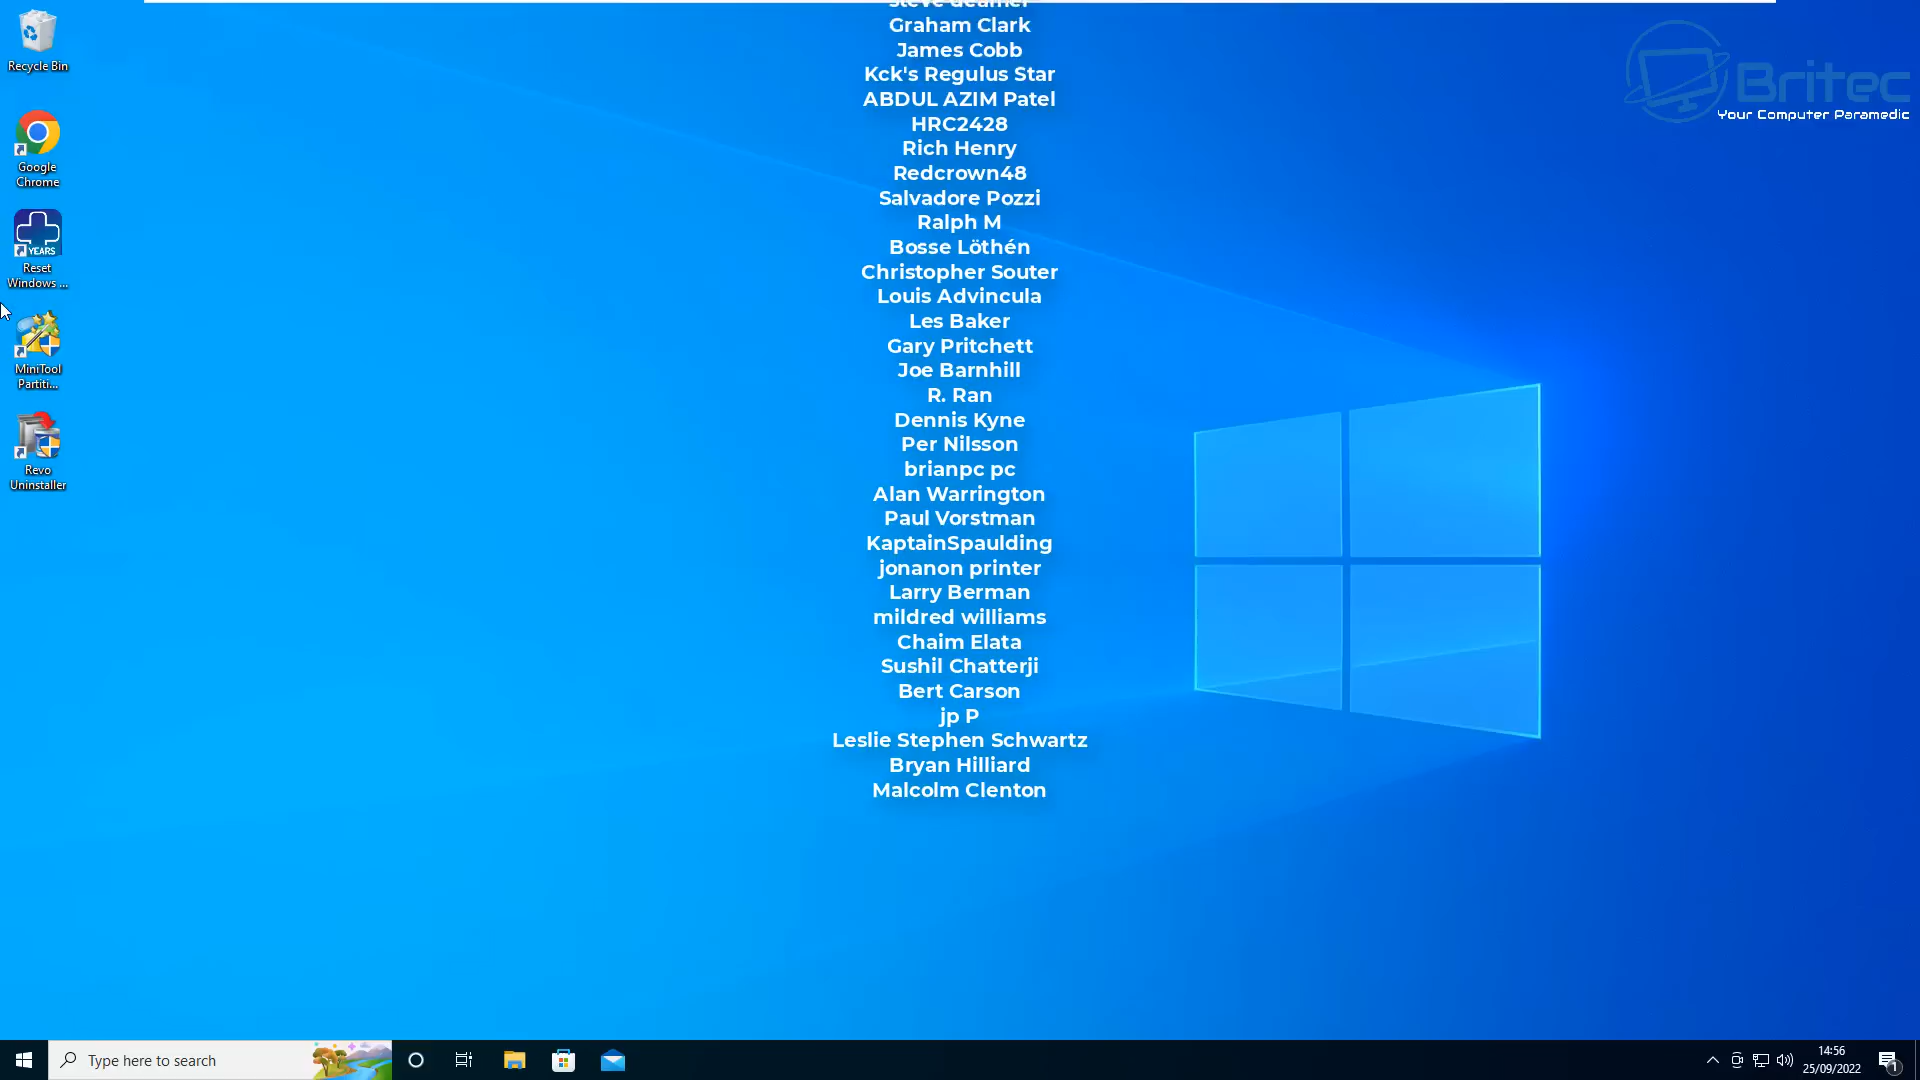 Steve deamer
Graham Clark
James Cobb
Kck's Regulus Star
ABDUL AZIM Patel
HRC2428
Rich Henry
Redcrown48
Salvadore Pozzi
Ralph M
Bosse Löthén
Christopher Souter
Louis Advincula
Les Baker
Gary Pritchett
Joe Barnhill
R. Ran
Dennis Kyne
Per Nilsson
brianpc pc
Alan Warrington
Paul Vorstman
KaptainSpaulding
jonanon printer
Larry Berman
mildred williams
Chaim Elata
Sushil Chatterji
Bert Carson
jp P
Leslie Stephen Schwartz
Bryan Hilliard
Malcolm Clenton
Britec
Your Computer Paramedic
Recycle Bin
Google
Chrome
YEARS
Reset
Windows ...
MiniTool
Partiti...
Revo
Uninstaller
Type here to search
14:56
25/09/2022
1